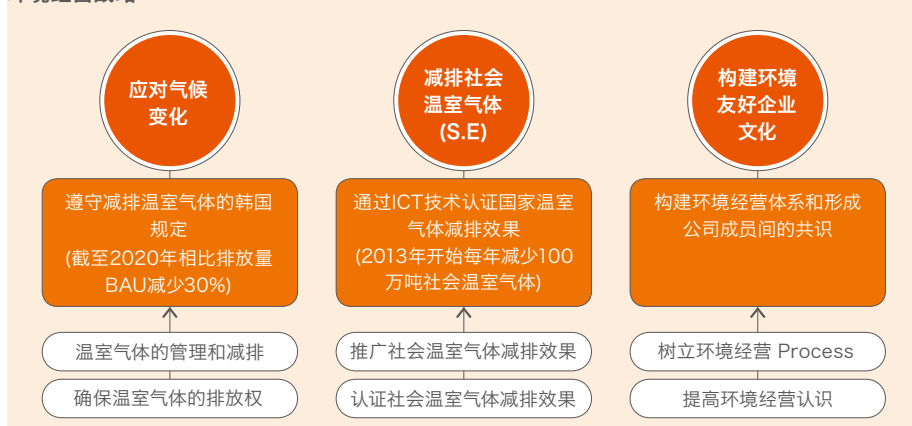 应对气候
变化
减排社会
温室气体
(S.E)
构建环境
友好企业
文化
遵守减排温室气体的韩国
规定
(截至2020年相比排放量
BAU减少30%)
通过ICT技术认证国家温室
气体减排效果
(2013年开始每年减少100
万吨社会温室气体)
构建环境经营体系和形成
公司成员间的共识
温室气体的管理和减排
推广社会温室气体减排效果
树立环境经营 Process
确保温室气体的排放权
认证社会温室气体减排效果
提高环境经营认识